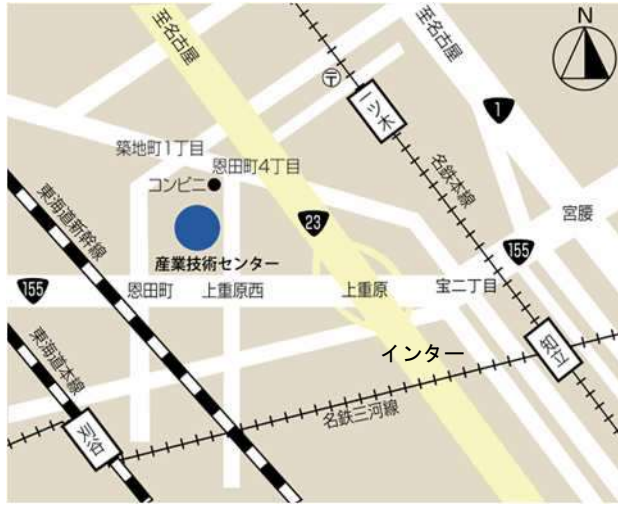 至名古屋
至名古屋
N
一ツ木
1
築地町1丁目
恩田町4丁目
コンビニ
名鉄本線
東海道新幹線
23
宮腰
155
産業技術センター
155
恩田町
上重原西
上重原
宝二丁目
東海道本線
インター
知立
名鉄三河線
刈谷